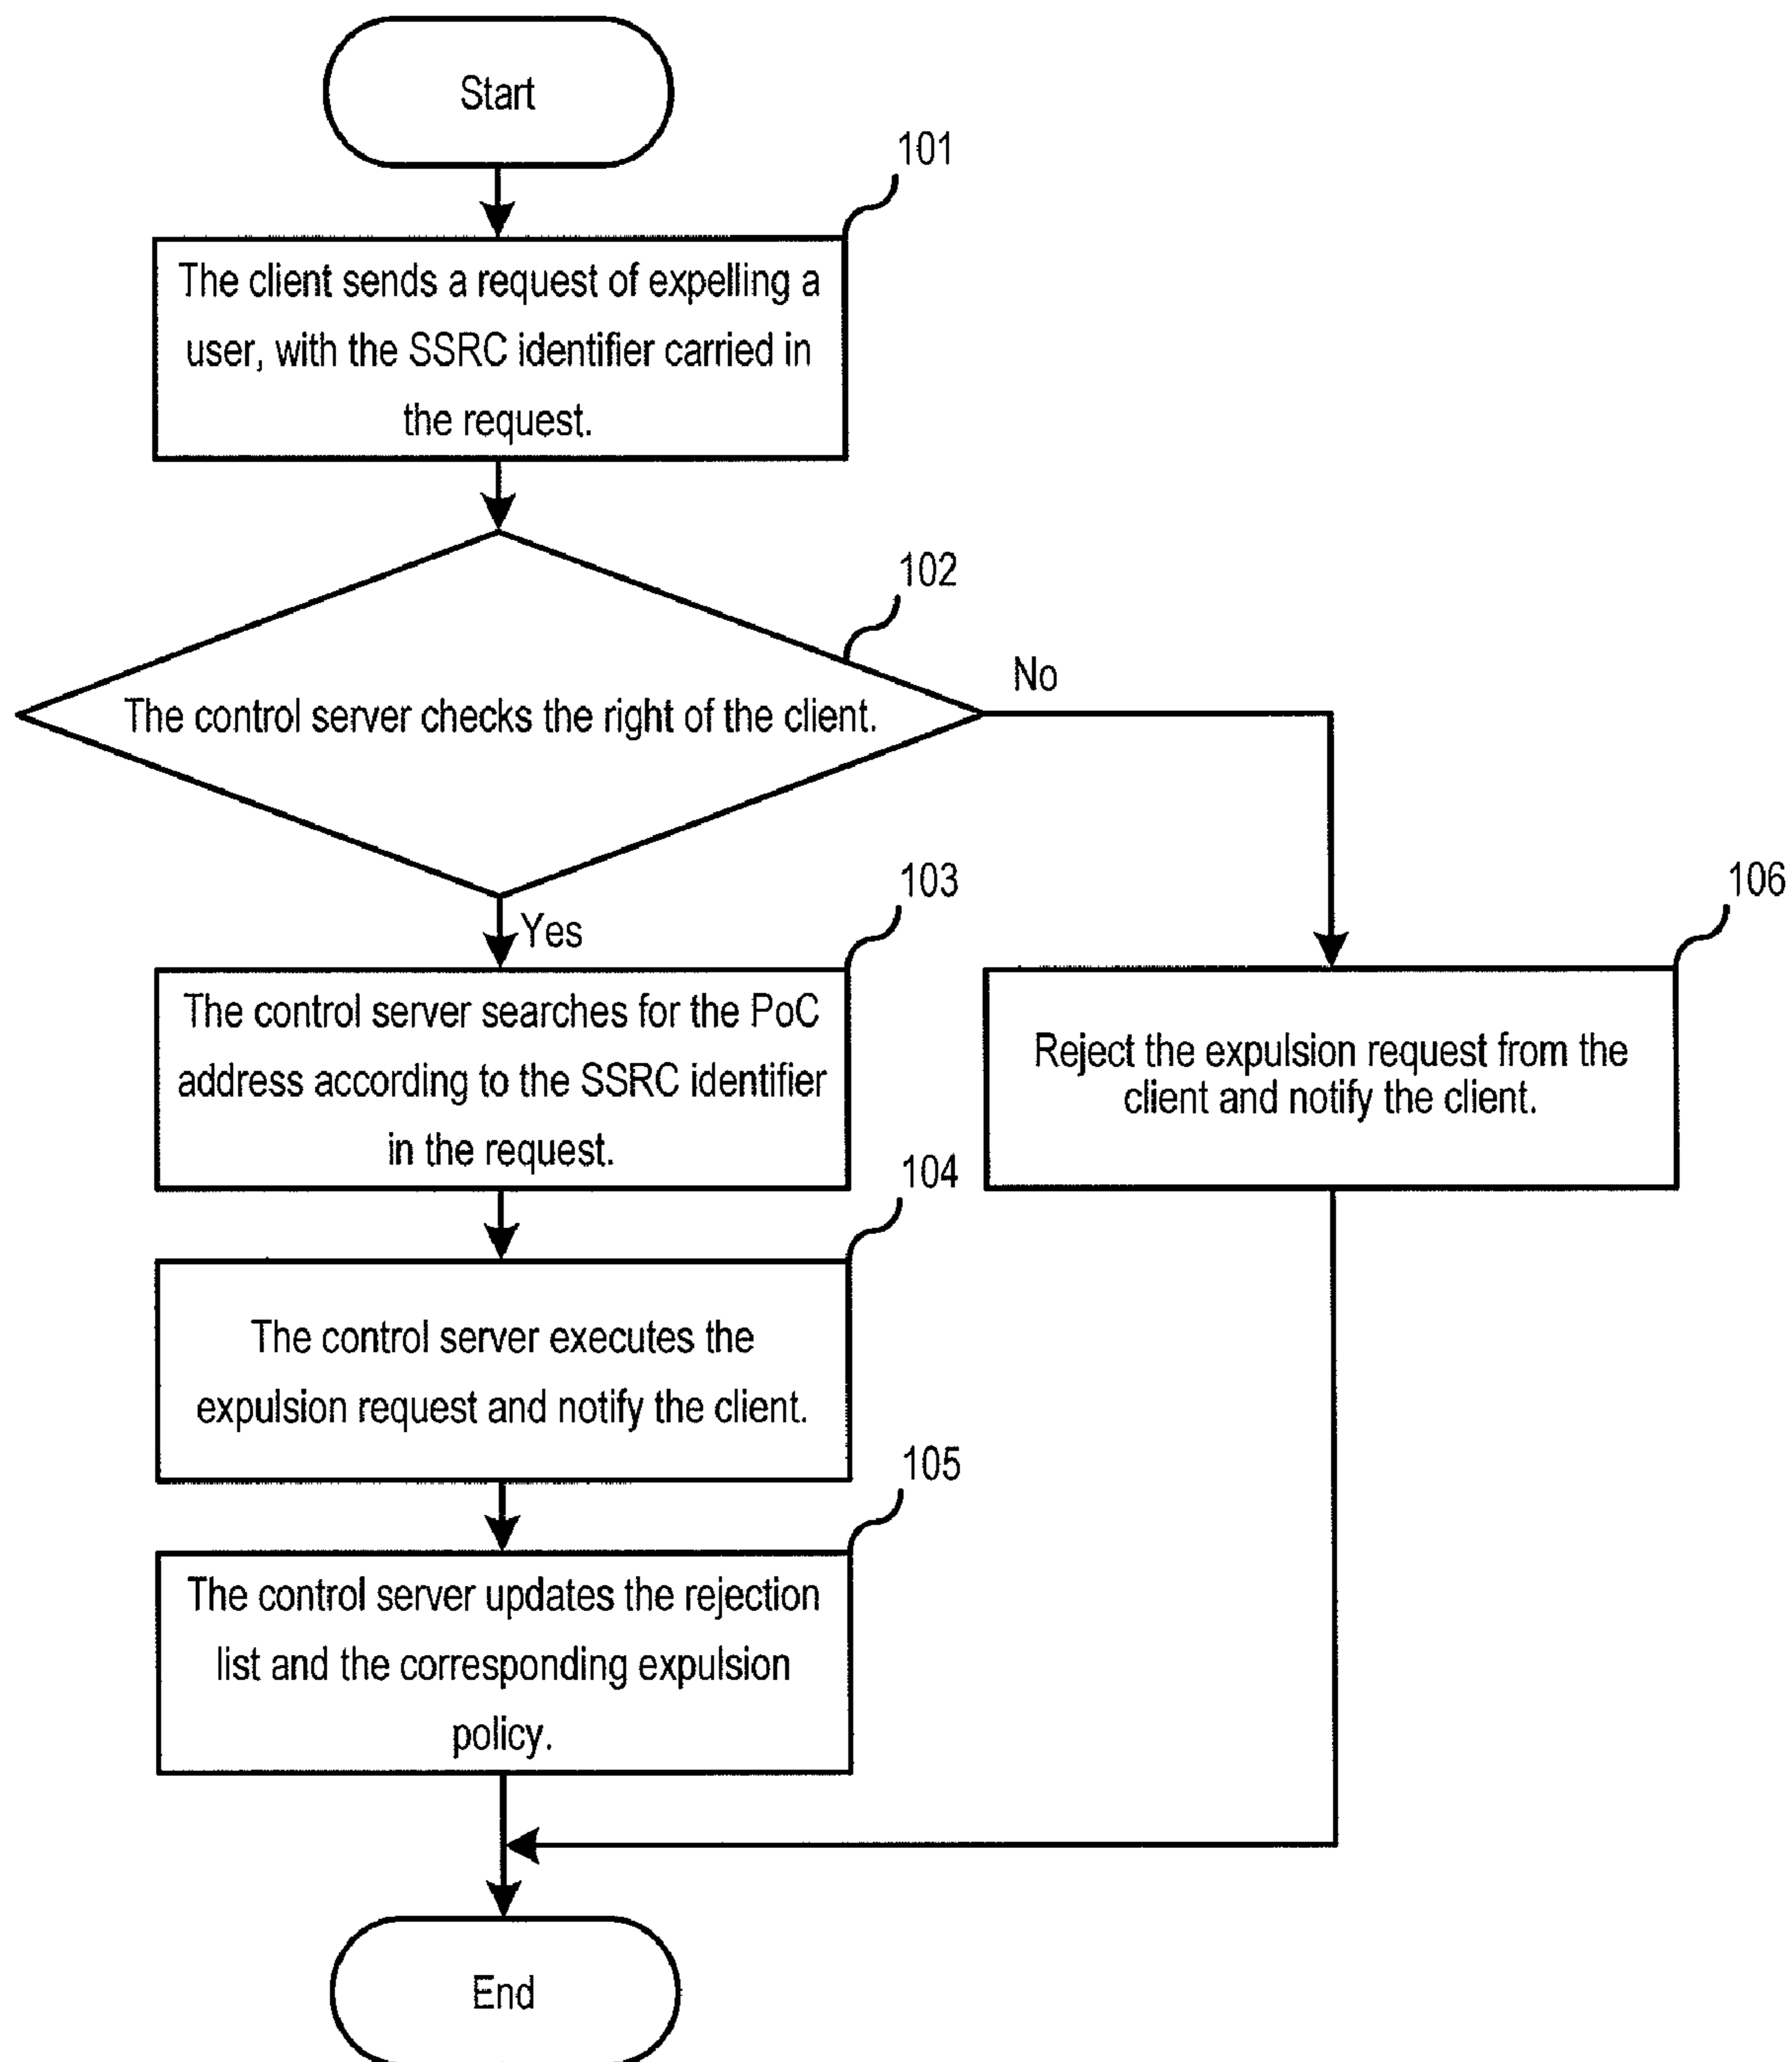 Start
101
The client sends a request of expelling a
user, with the SSRC identifier carried in
the request.
102
The control server checks the right of the client.
No
Yes
103
The control server searches for the PoC
address according to the SSRC identifier
in the request.
106
Reject the expulsion request from the
client and notify the client.
104
The control server executes the
expulsion request and notify the client.
105
The control server updates the rejection
list and the corresponding expulsion
policy.
End